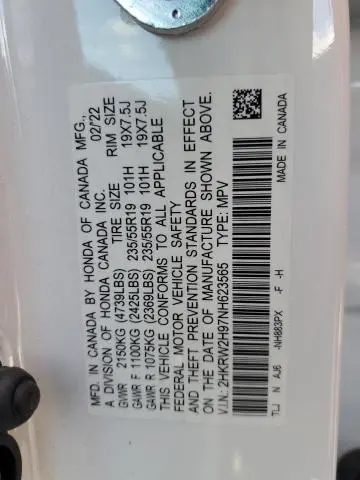 MFD. IN CANADA BY HONDA OF CANADA MFG.,
A DIVISION OF HONDA CANADA INC. 02/22
TIRE SIZE RIM SIZE
GVWR 2150KG (4739LBS)
GAWR F 1100KG (2425LBS) 235/55R19 101H 19X7.5J
GAWR R 1075KG (2369LBS) 235/55R19 101H 19X7.5J
THIS VEHICLE CONFORMS TO ALL APPLICABLE
FEDERAL MOTOR VEHICLE SAFETY
AND THEFT PREVENTION STANDARDS IN EFFECT
ON THE DATE OF MANUFACTURE SHOWN ABOVE.
V.I.N.: 2HKRW2H97NH623565 TYPE: MPV
TLJ N AJ6 -NH883PX -F -H MADE IN CANADA